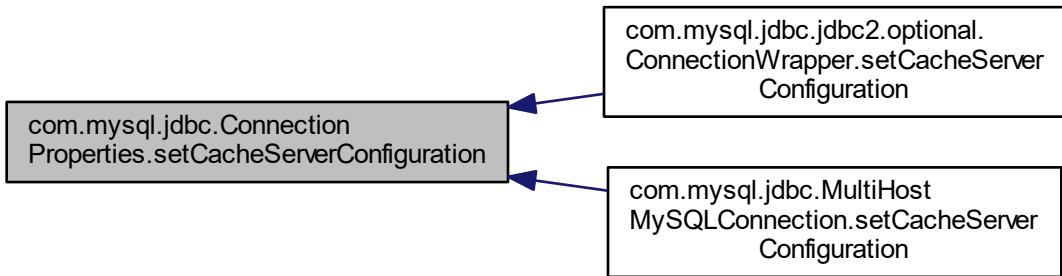 com.mysql.jdbc.Connection
Properties.setCacheServerConfiguration
com.mysql.jdbc.jdbc2.optional.
ConnectionWrapper.setCacheServer
Configuration
com.mysql.jdbc.MultiHost
MySQLConnection.setCacheServer
Configuration